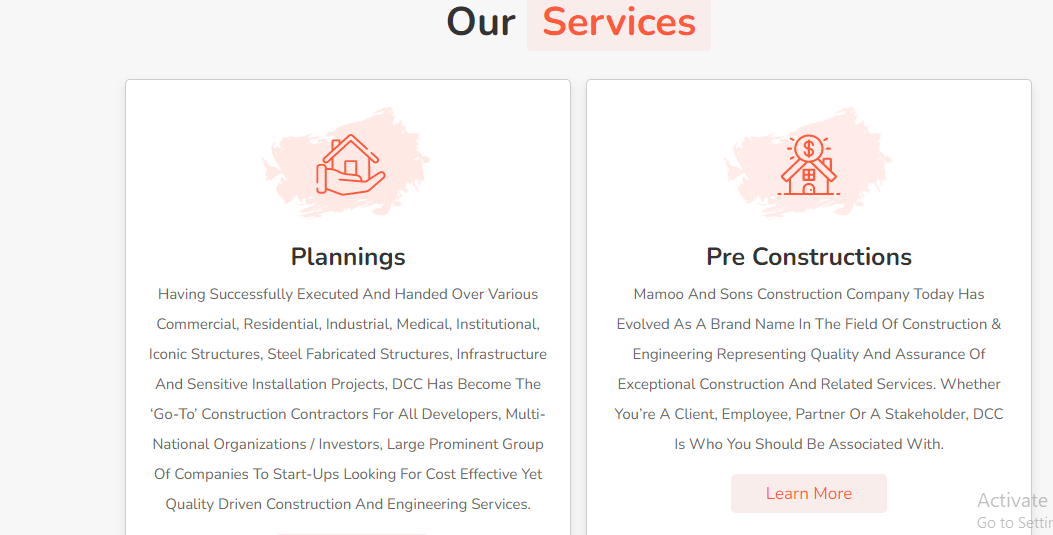 Our Services
Plannings
Having Successfully Executed And Handed Over Various
Commercial, Residential, Industrial, Medical, Institutional,
Iconic Structures, Steel Fabricated Structures, Infrastructure
And Sensitive Installation Projects, DCC Has Become The
‘Go-To’ Construction Contractors For All Developers, Multi-
National Organizations / Investors, Large Prominent Group
Of Companies To Start-Ups Looking For Cost Effective Yet
Quality Driven Construction And Engineering Services.
Pre Constructions
Mamoo And Sons Construction Company Today Has
Evolved As A Brand Name In The Field Of Construction &
Engineering Representing Quality And Assurance Of
Exceptional Construction And Related Services. Whether
You’re A Client, Employee, Partner Or A Stakeholder, DCC
Is Who You Should Be Associated With.
Learn More
Activate
Go to Settin